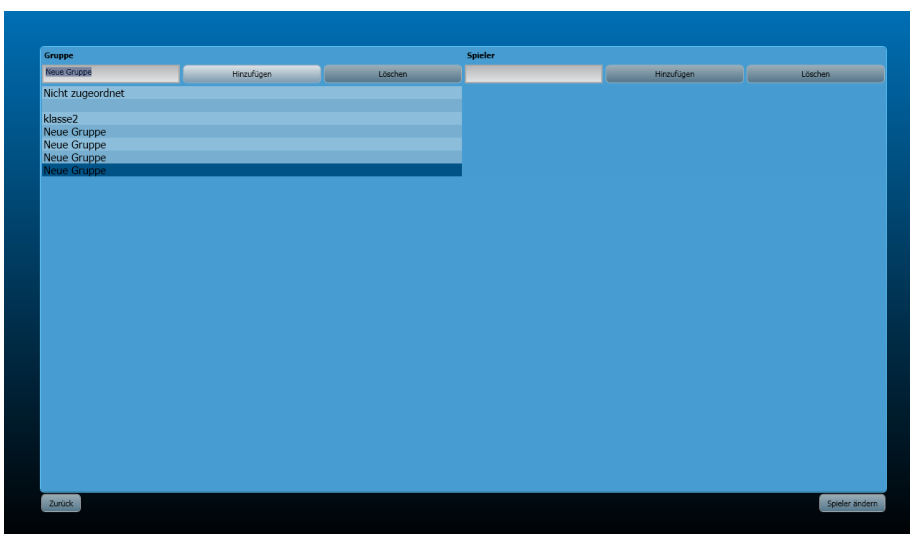 Gruppe Spieler
Neue Gruppe Hinzufügen Löschen Hinzufügen Löschen
Nicht zugeordnet
klasse2
Neue Gruppe
Neue Gruppe
Neue Gruppe
Neue Gruppe
Zurück Spieler ändern